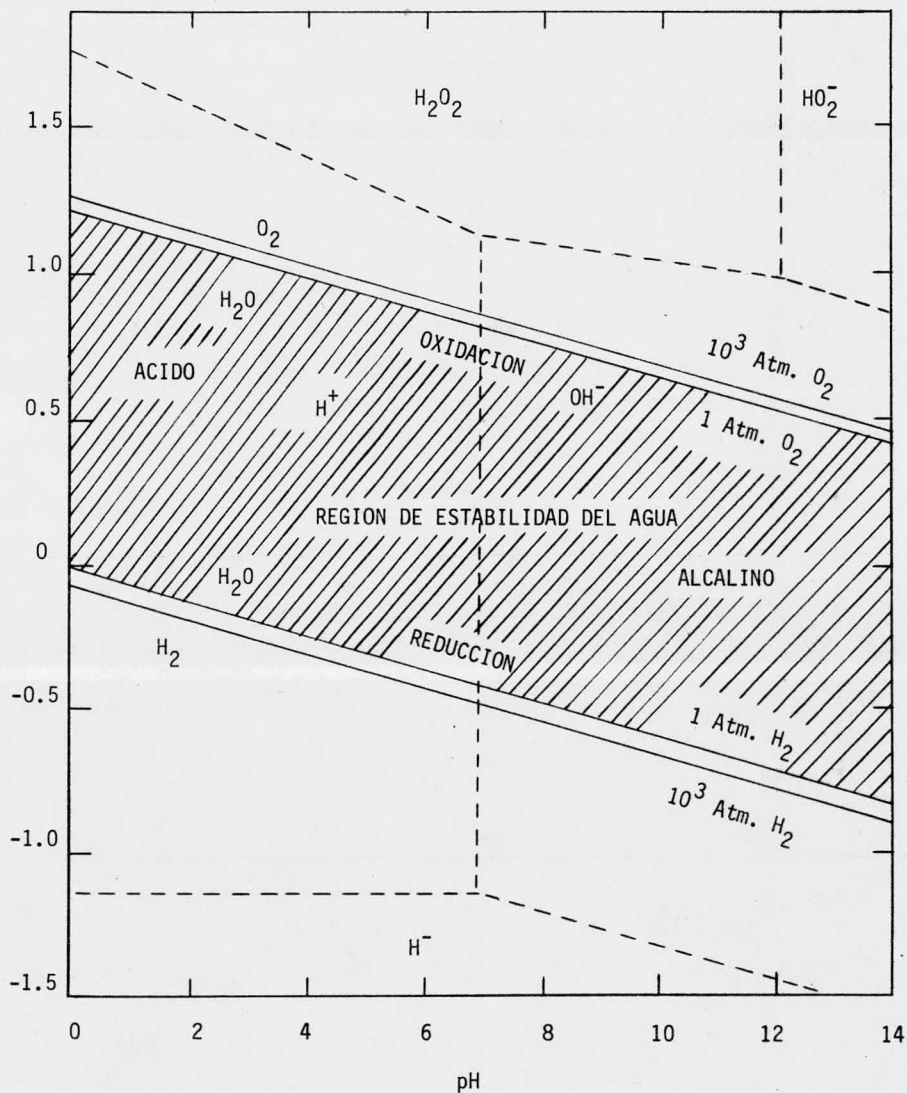 H₂O₂
HO₂⁻
1.5
O₂
1.0
H₂O
OXIDACION
10³ Atm. O₂
ACIDO
H⁺
OH⁻
0.5
1 Atm. O₂
REGION DE ESTABILIDAD DEL AGUA
0
H₂O
ALCALINO
H₂
REDUCCION
-0.5
1 Atm. H₂
10³ Atm. H₂
-1.0
H⁻
-1.5
0 2 4 6 8 10 12 14
pH